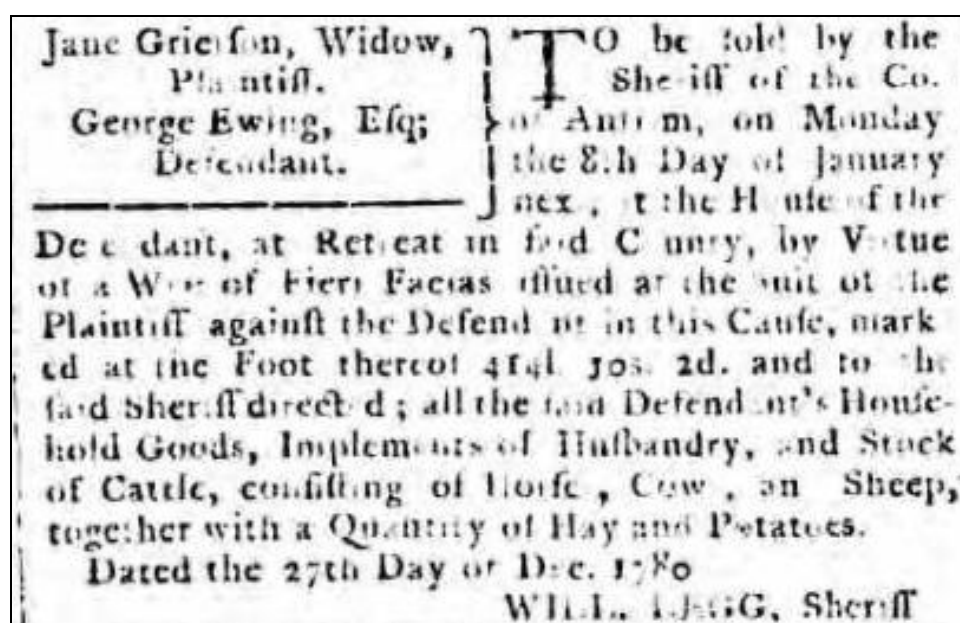 Jane Grierson, Widow,
Plaintiff.
George Ewing, Esq;
Defendant.
TO be sold by the
Sheriff of the Co.
of Antrim, on Monday
the 8th Day of January
next, at the House of the
Defendant, at Retreat in said County, by Virtue
of a Writ of Fieri Facias issued at the Suit of the
Plaintiff against the Defendant in this Cause, mark
ed at the Foot thereof 414l. 10s. 2d. and to the
said Sheriff directed; all the said Defendant's House-
hold Goods, Implements of Husbandry, and Stock
of Cattle, consisting of Horses, Cows, and Sheep,
together with a Quantity of Hay and Potatoes.
Dated the 27th Day of Dec. 1780
WILL. LEGG, Sheriff